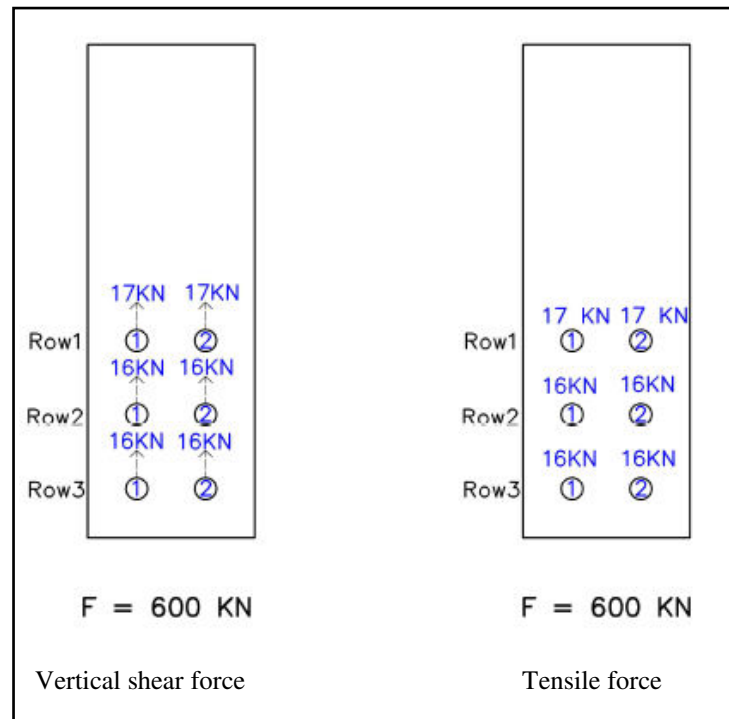 17KN 17KN
Row1 1 2
16KN 16KN
Row2 1 2
16KN 16KN
Row3 1 2
F = 600 KN
Vertical shear force
17 KN 17 KN
Row1 1 2
16KN 16KN
Row2 1 2
16KN 16KN
Row3 1 2
F = 600 KN
Tensile force